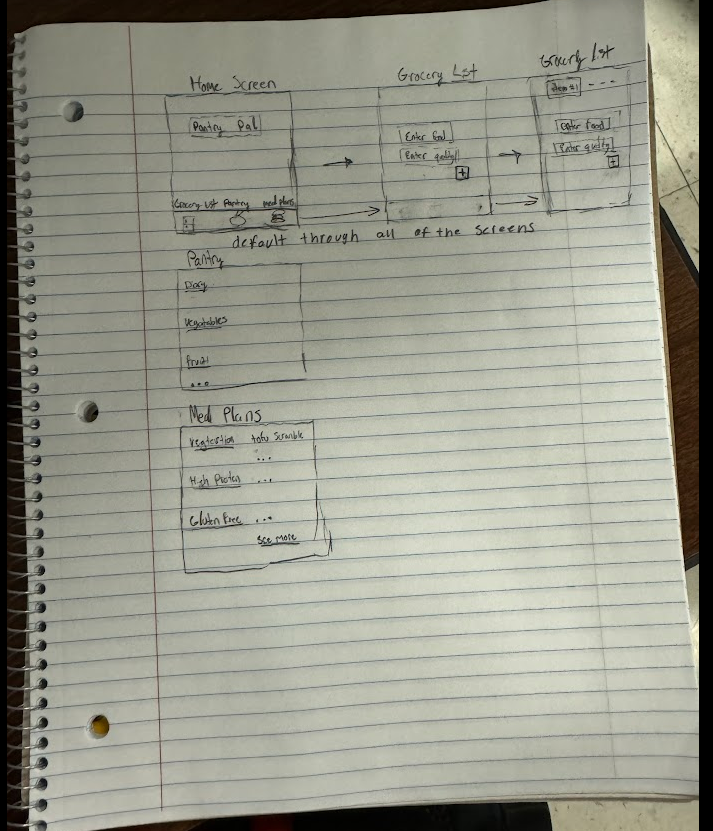 Home Screen
Grocery List
Grocery List
Pantry Pal
Enter food
Enter quality
+
Item #1 - - -
Enter food
Enter quality
+
Grocery List Pantry meal plans
default through all of the screens
Pantry
Dairy
Vegatables
Fruit
...
Meal Plans
tofu Scramble
...
High Protein ...
Gluten Free ...
See More